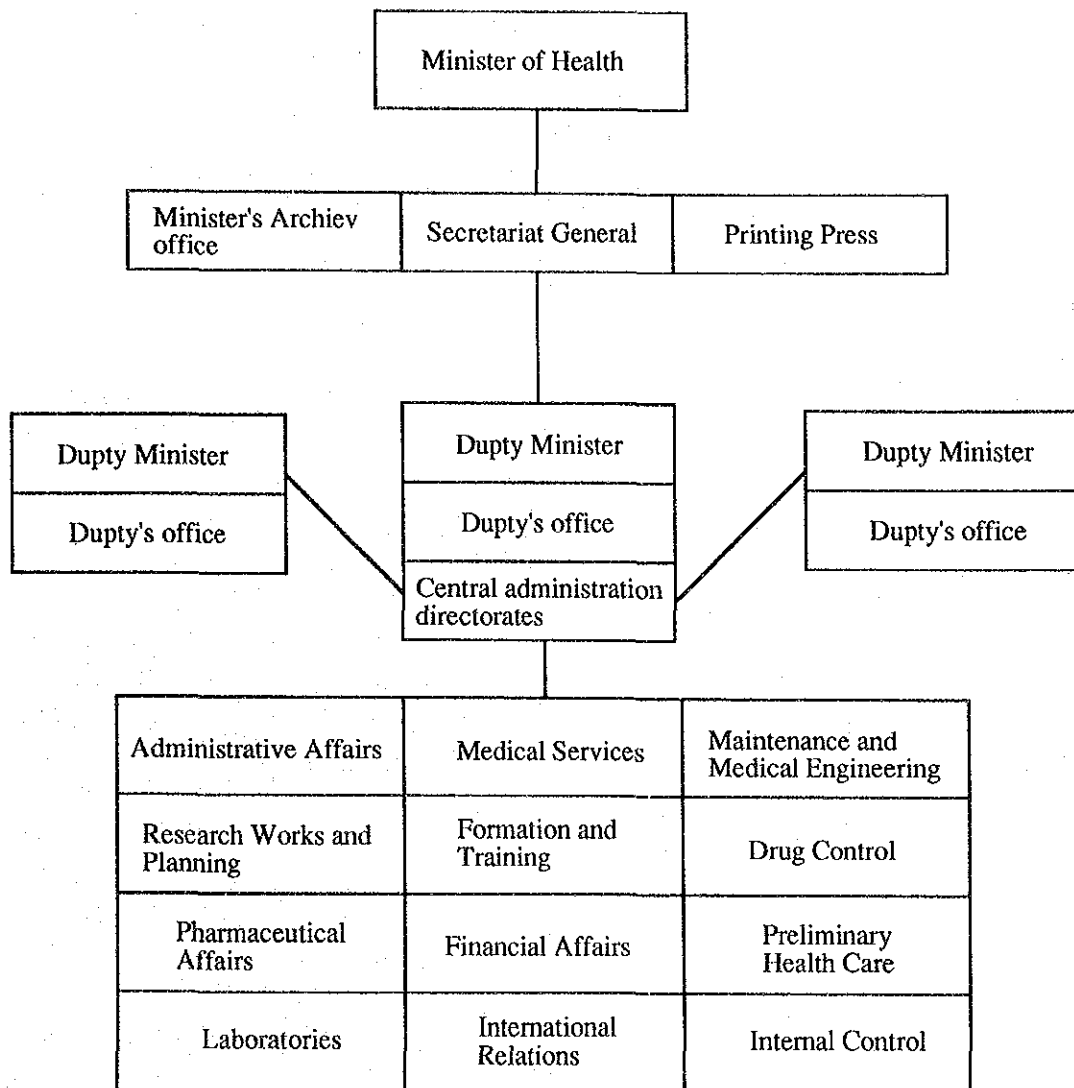 Minister of Health
Minister's Archiev
office
Secretariat General
Printing Press
Dupty Minister
Dupty's office
Dupty Minister
Dupty's office
Central administration
directorates
Dupty Minister
Dupty's office
Administrative Affairs
Medical Services
Maintenance and
Medical Engineering
Research Works and
Planning
Formation and
Training
Drug Control
Pharmaceutical
Affairs
Financial Affairs
Preliminary
Health Care
Laboratories
International
Relations
Internal Control